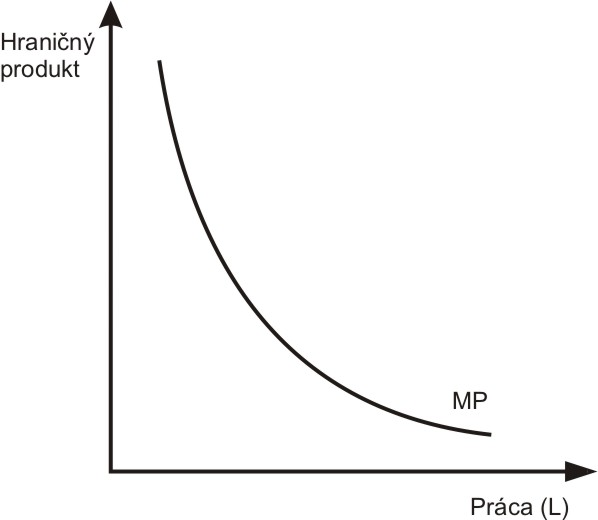 Hraničný
produkt
MP
Práca (L)